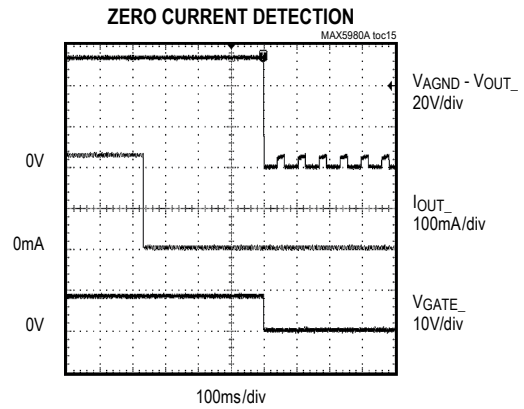 ZERO CURRENT DETECTION
MAX5980A toc15
VAGND - VOUT_
20V/div
0V
IOUT_
100mA/div
0mA
VGATE_
10V/div
0V
100ms/div